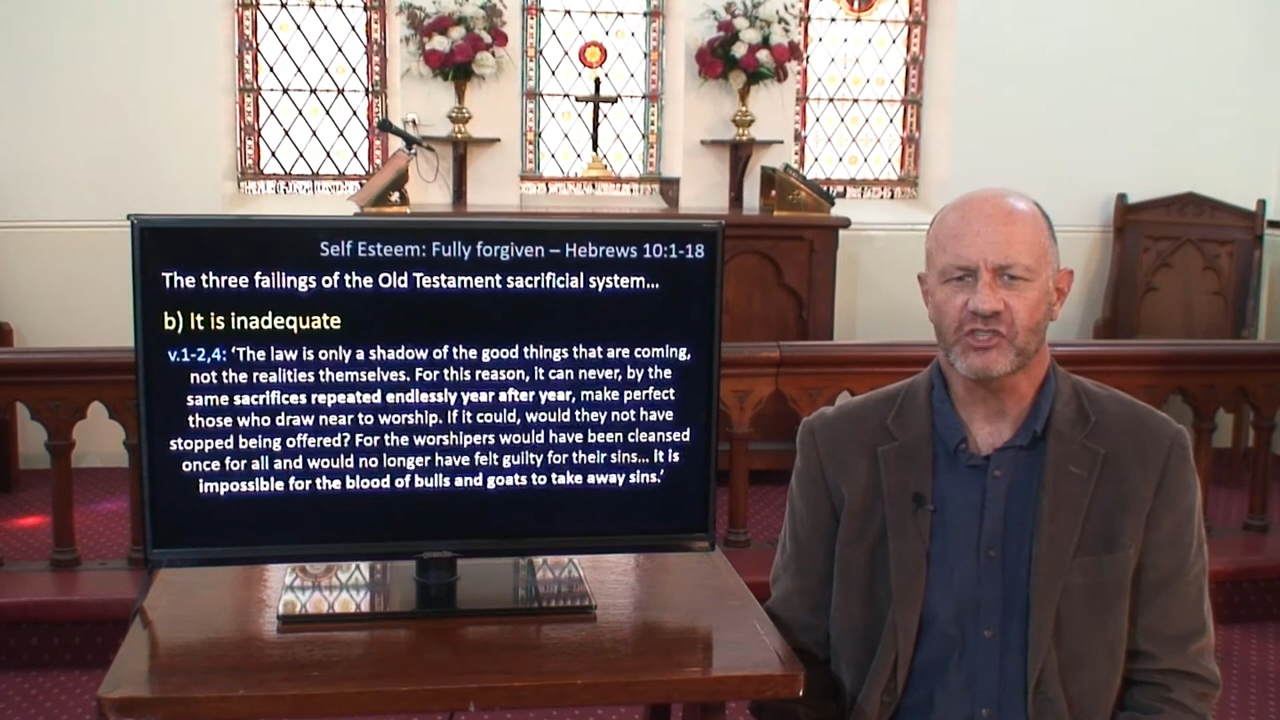 Self Esteem: Fully forgiven – Hebrews 10:1-18
The three failings of the Old Testament sacrificial system...
b) It is inadequate
v.1-2,4: ‘The law is only a shadow of the good things that are coming,
not the realities themselves. For this reason, it can never, by the
same sacrifices repeated endlessly year after year, make perfect
those who draw near to worship. If it could, would they not have
stopped being offered? For the worshipers would have been cleansed
once for all and would no longer have felt guilty for their sins... it is
impossible for the blood of bulls and goats to take away sins.’